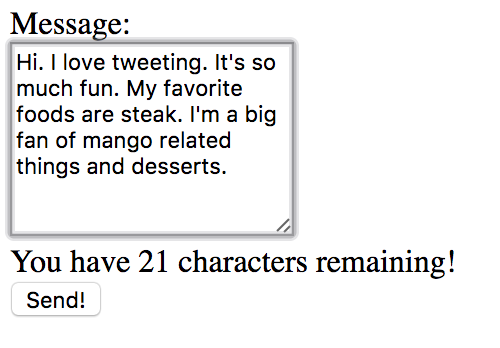 Message:
Hi. I love tweeting. It's so
much fun. My favorite
foods are steak. I'm a big
fan of mango related
things and desserts.
You have 21 characters remaining!
Send!